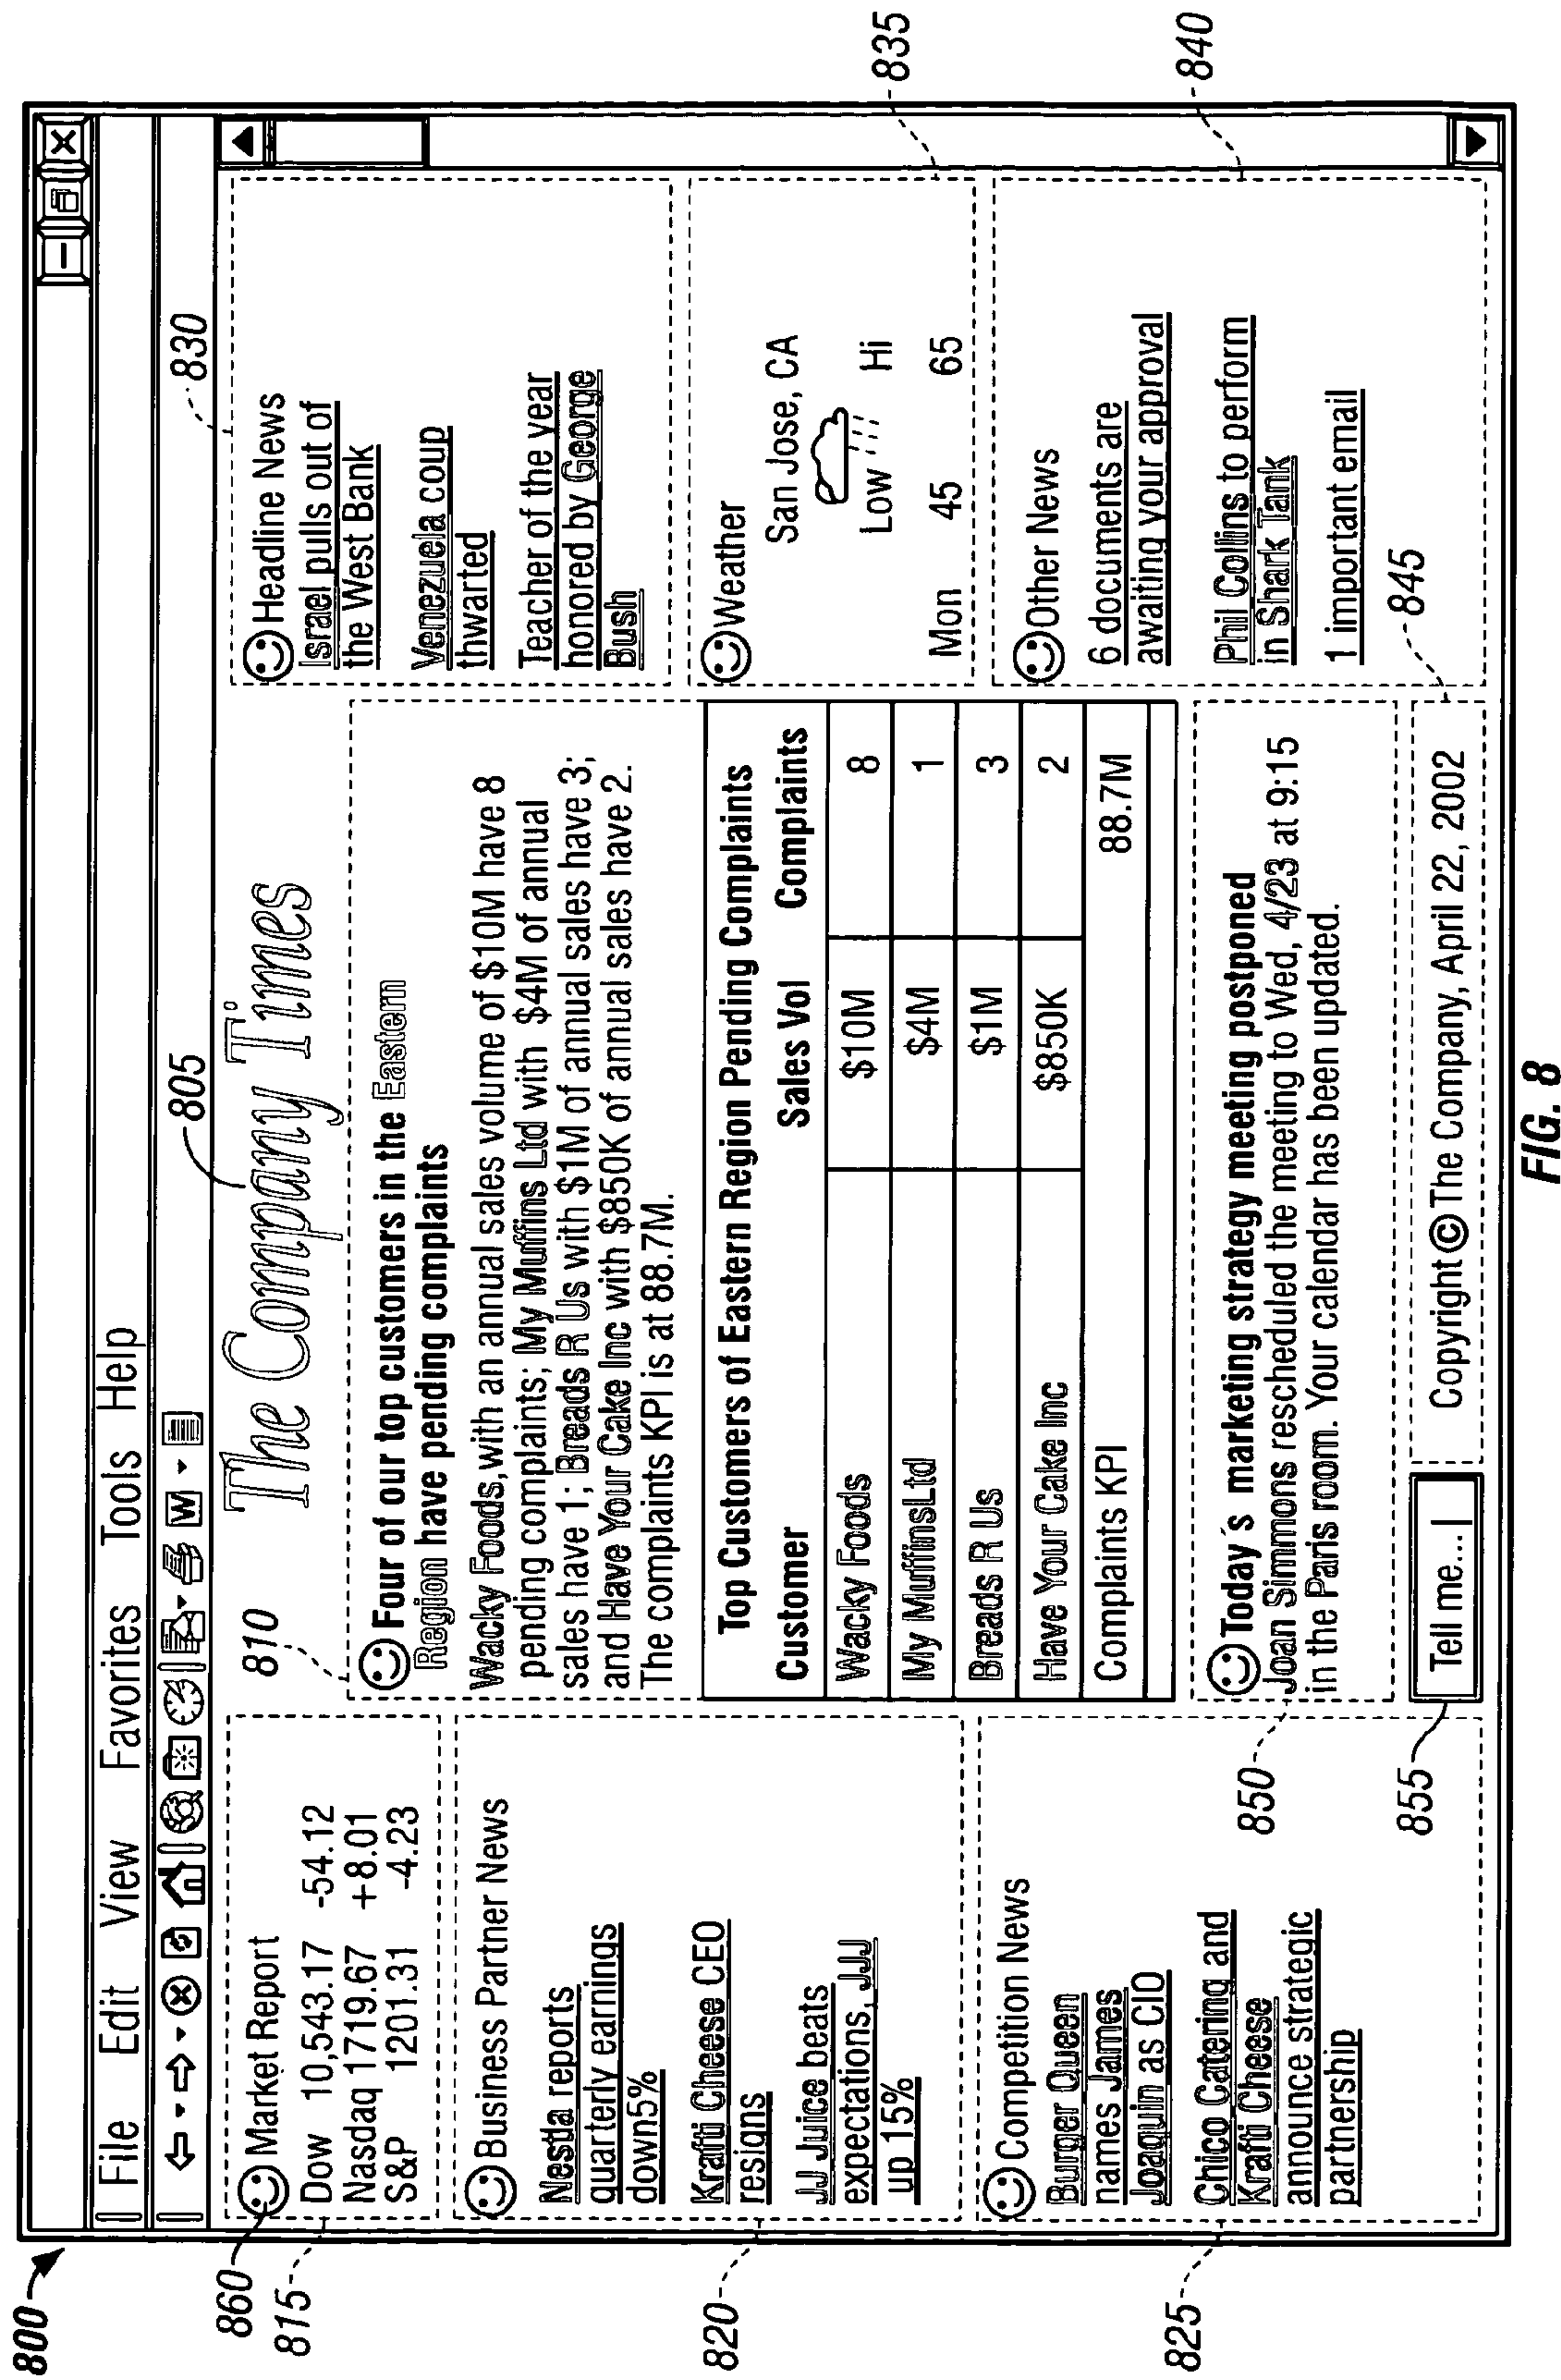 800
File Edit View Favorites Tools Help
W
805
The Company Times
860
815
Market Report
Dow 10,543.17 -54.12
Nasdaq 1719.67 +8.01
S&P 1201.31 -4.23
820
Business Partner News
Nestla reports
quarterly earnings
down5%
Krafti Cheese CEO
resigns
JJ Juice beats
expectations, JJJ
up 15%
825
Competition News
Burger Queen
names James
Joaquin as CIO
Chico Catering and
Krafti Cheese
announce strategic
partnership
810
Four of our top customers in the Eastern
Region have pending complaints
Wacky Foods,with an annual sales volume of $10M have 8
pending complaints; My Muffins Ltd with $4M of annual
sales have 1; Breads R Us with $1M of annual sales have 3;
and Have Your Cake Inc with $850K of annual sales have 2.
The complaints KPI is at 88.7M.
Top Customers of Eastern Region Pending Complaints
Customer Sales Vol Complaints
Wacky Foods $10M 8
My MuffinsLtd $4M 1
Breads R Us $1M 3
Have Your Cake Inc $850K 2
Complaints KPI 88.7M
850
Today´s marketing strategy meeting postponed
Joan Simmons rescheduled the meeting to Wed, 4/23 at 9:15
in the Paris room. Your calendar has been updated.
855
Tell me...|
845
Copyright © The Company, April 22, 2002
830
Headline News
Israel pulls out of
the West Bank
Venezuela coup
thwarted
Teacher of the year
honored by George
Bush
835
Weather
San Jose, CA
Low Hi
Mon 45 65
840
Other News
6 documents are
awaiting your approval
Phil Collins to perform
in Shark Tank
1 important email
FIG. 8